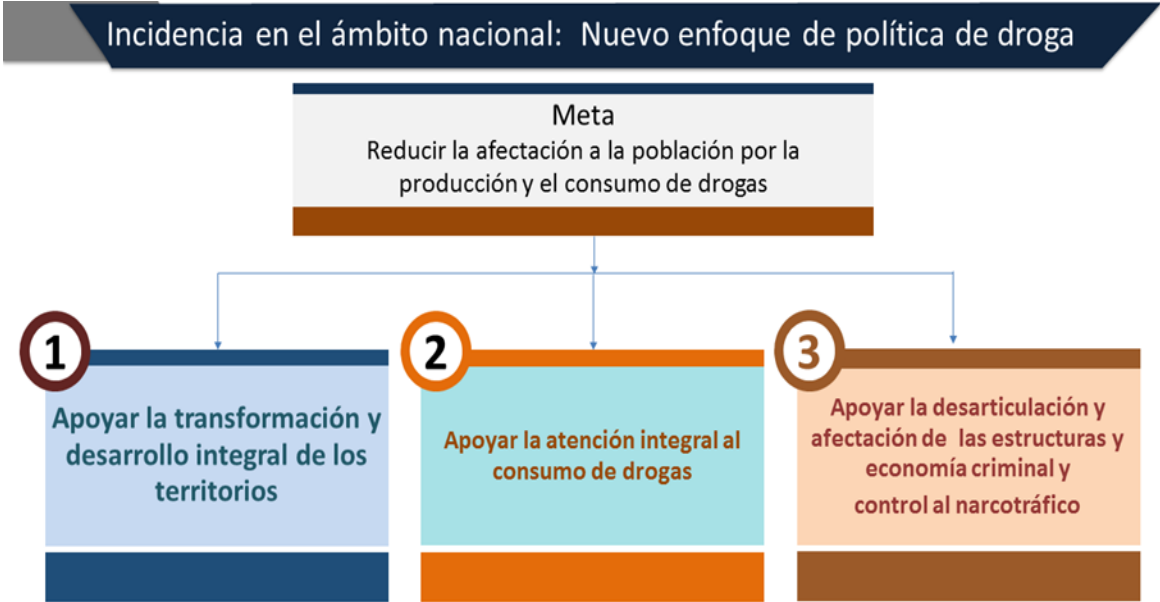 Incidencia en el ámbito nacional: Nuevo enfoque de política de droga
Meta
Reducir la afectación a la población por la
producción y el consumo de drogas
1
Apoyar la transformación y
desarrollo integral de los
territorios
2
Apoyar la atención integral al
consumo de drogas
3
Apoyar la desarticulación y
afectación de las estructuras y
economía criminal y
control al narcotráfico